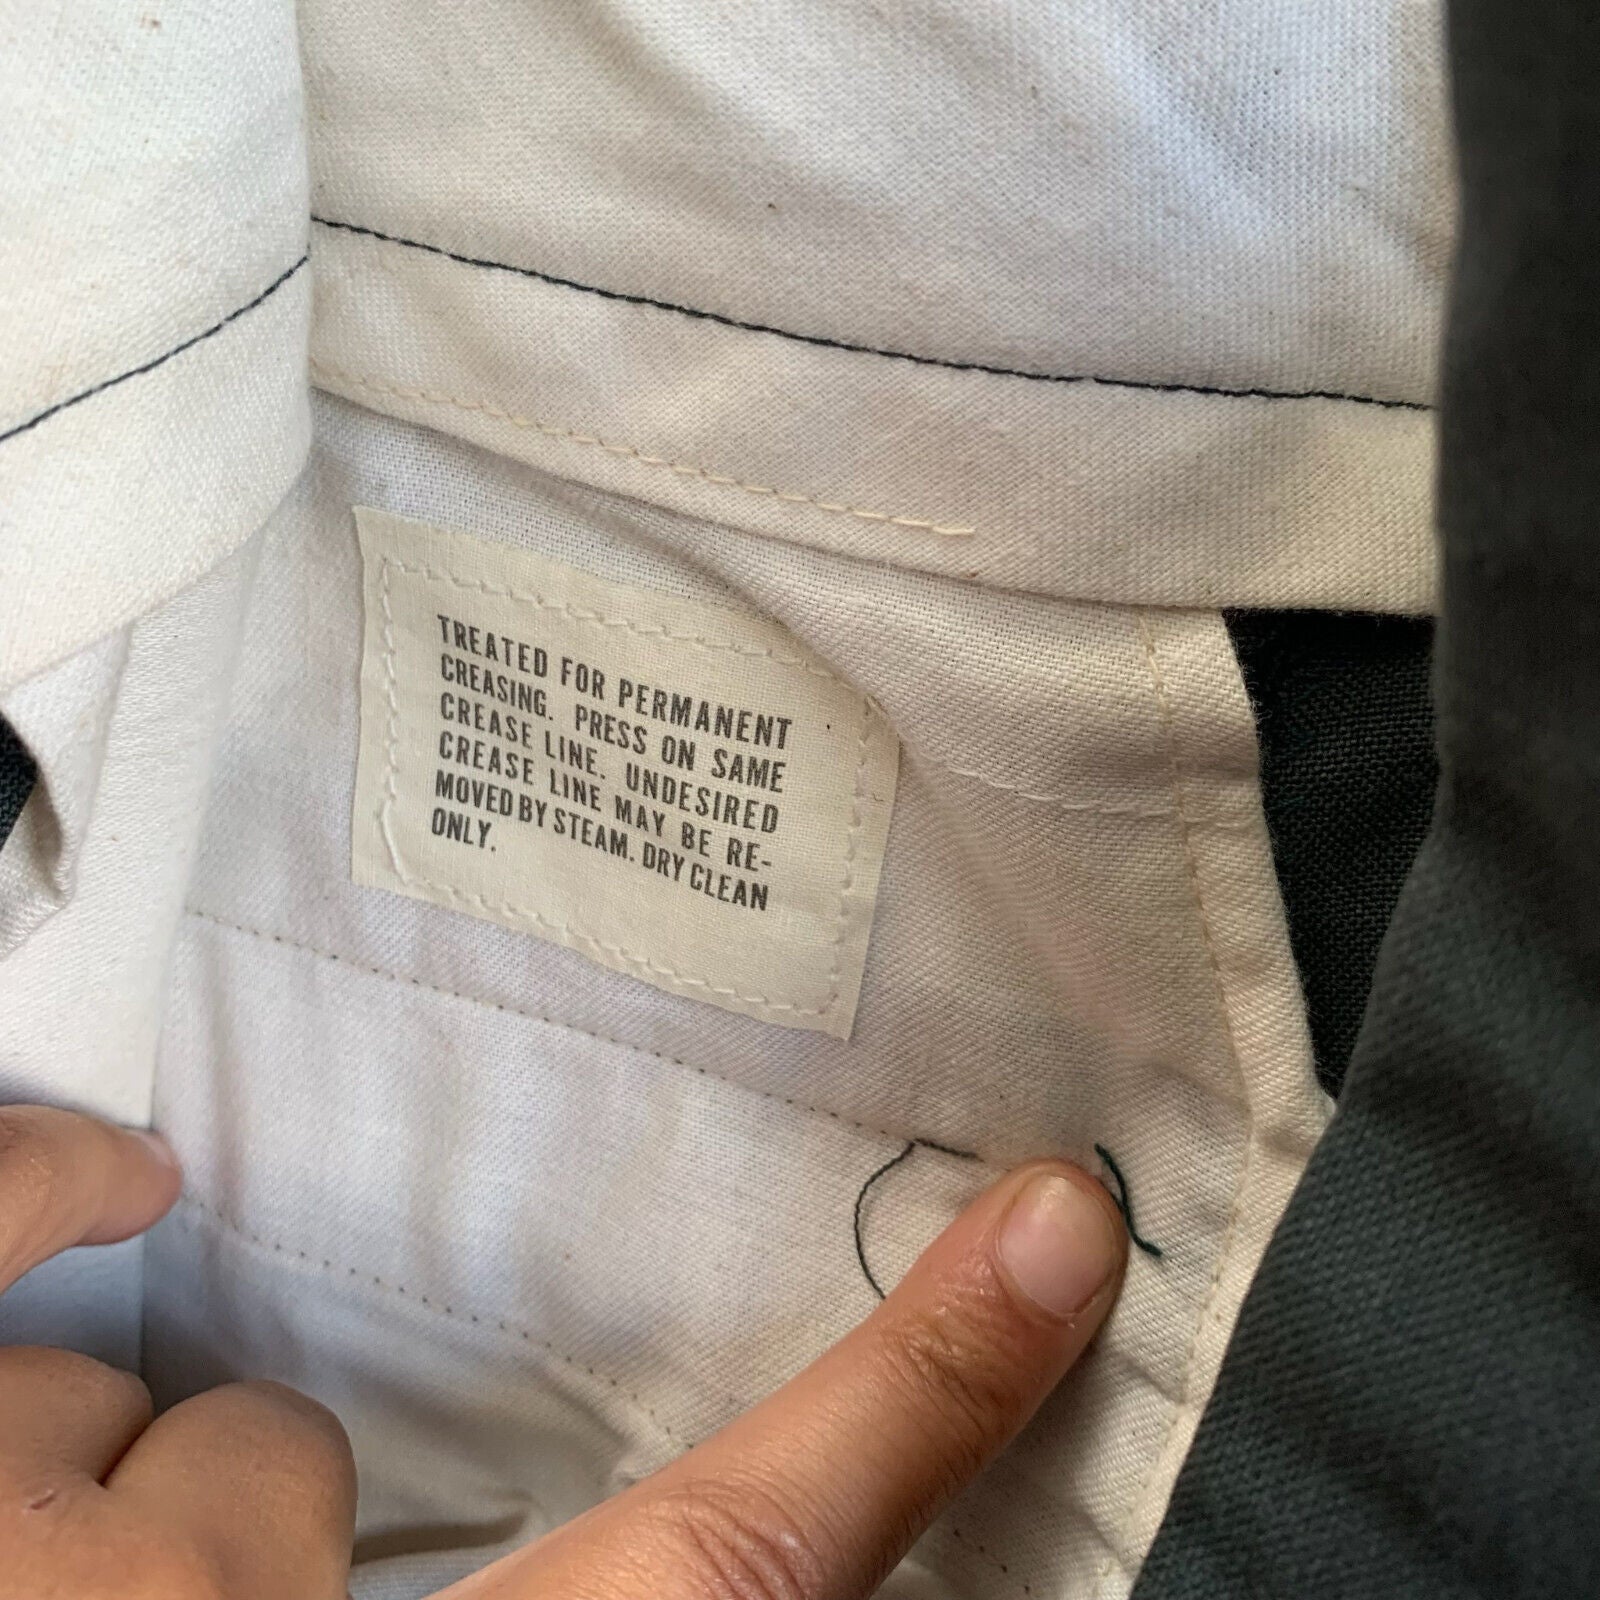 TREATED FOR PERMANENT
CREASING. PRESS ON SAME
CREASE LINE. UNDESIRED
CREASE LINE MAY BE RE-
MOVED BY STEAM. DRY CLEAN
ONLY.